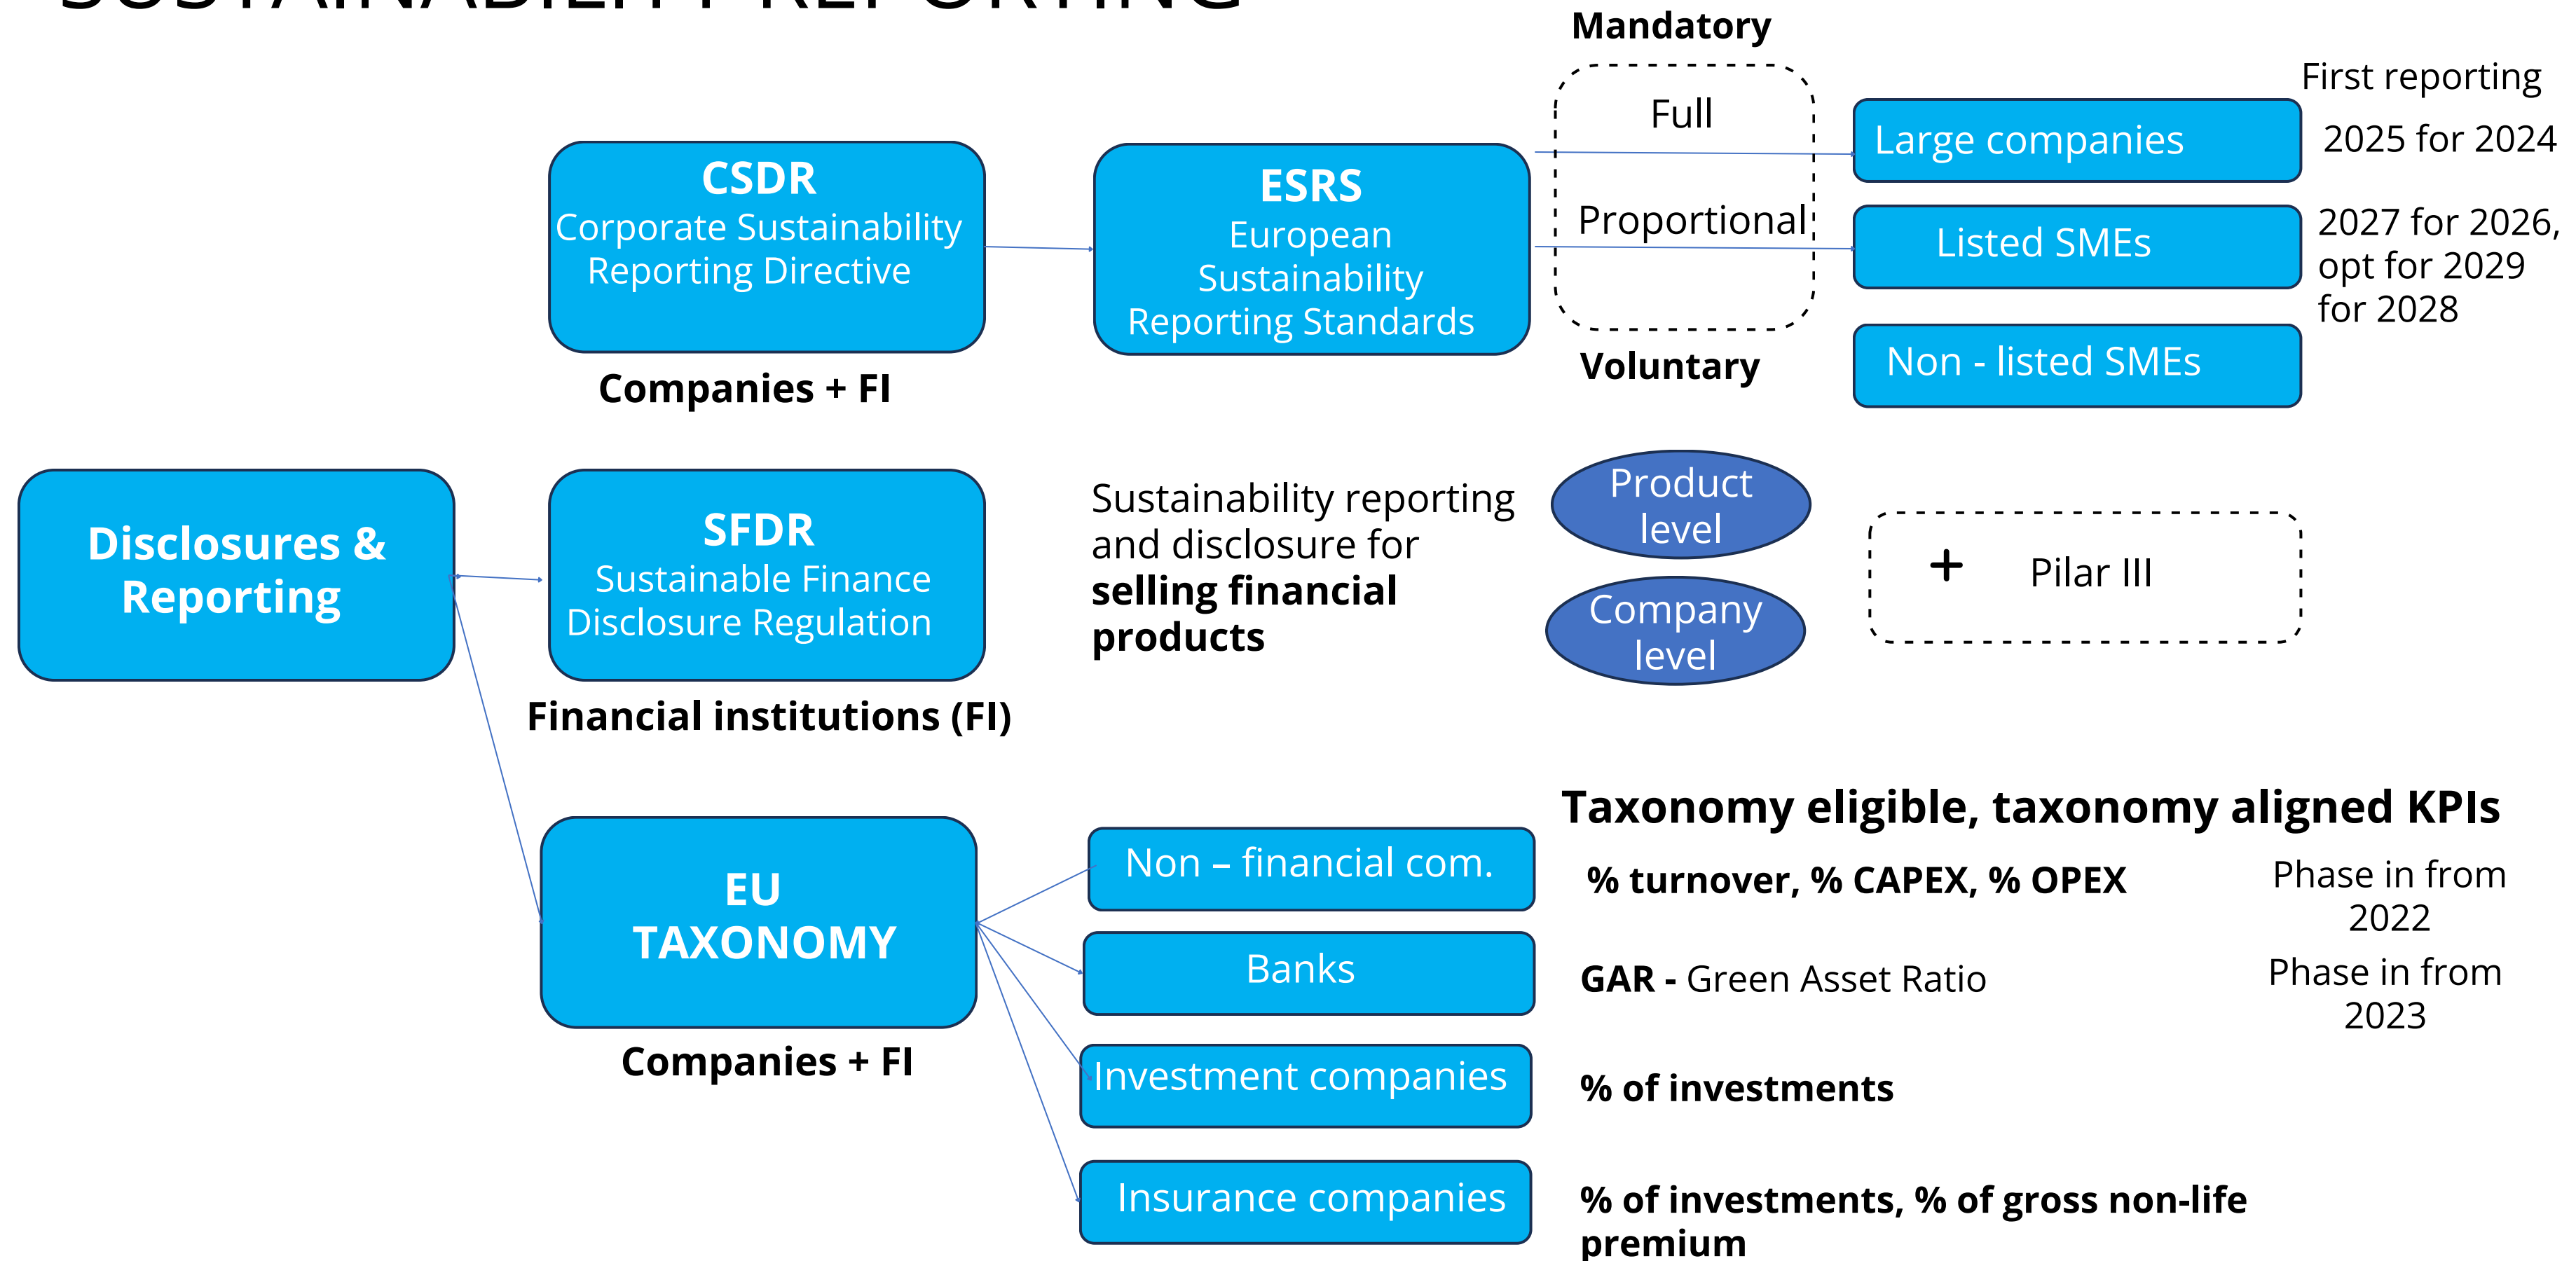 SUSTAINABILITY REPORTING
Mandatory
Full
Proportional
Voluntary
First reporting
CSDR
Corporate Sustainability
Reporting Directive
Companies + FI
ESRS
European
Sustainability
Reporting Standards
Large companies
2025 for 2024
Listed SMEs
2027 for 2026,
opt for 2029
for 2028
Non - listed SMEs
Disclosures &
Reporting
SFDR
Sustainable Finance
Disclosure Regulation
Financial institutions (FI)
Sustainability reporting
and disclosure for
selling financial
products
Product
level
Company
level
+ Pilar III
EU
TAXONOMY
Companies + FI
Taxonomy eligible, taxonomy aligned KPIs
Non – financial com.
% turnover, % CAPEX, % OPEX
Phase in from
2022
Banks
GAR - Green Asset Ratio
Phase in from
2023
Investment companies
% of investments
Insurance companies
% of investments, % of gross non-life
premium